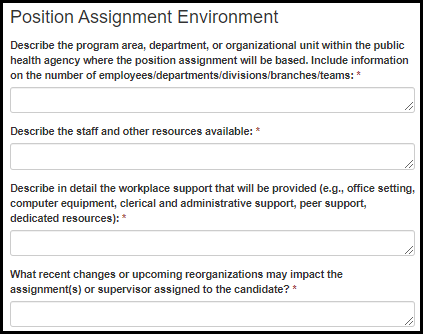 Position Assignment Environment
Describe the program area, department, or organizational unit within the public
health agency where the position assignment will be based. Include information
on the number of employees/departments/divisions/branches/teams: *
Describe the staff and other resources available: *
Describe in detail the workplace support that will be provided (e.g., office setting,
computer equipment, clerical and administrative support, peer support,
dedicated resources): *
What recent changes or upcoming reorganizations may impact the
assignment(s) or supervisor assigned to the candidate? *